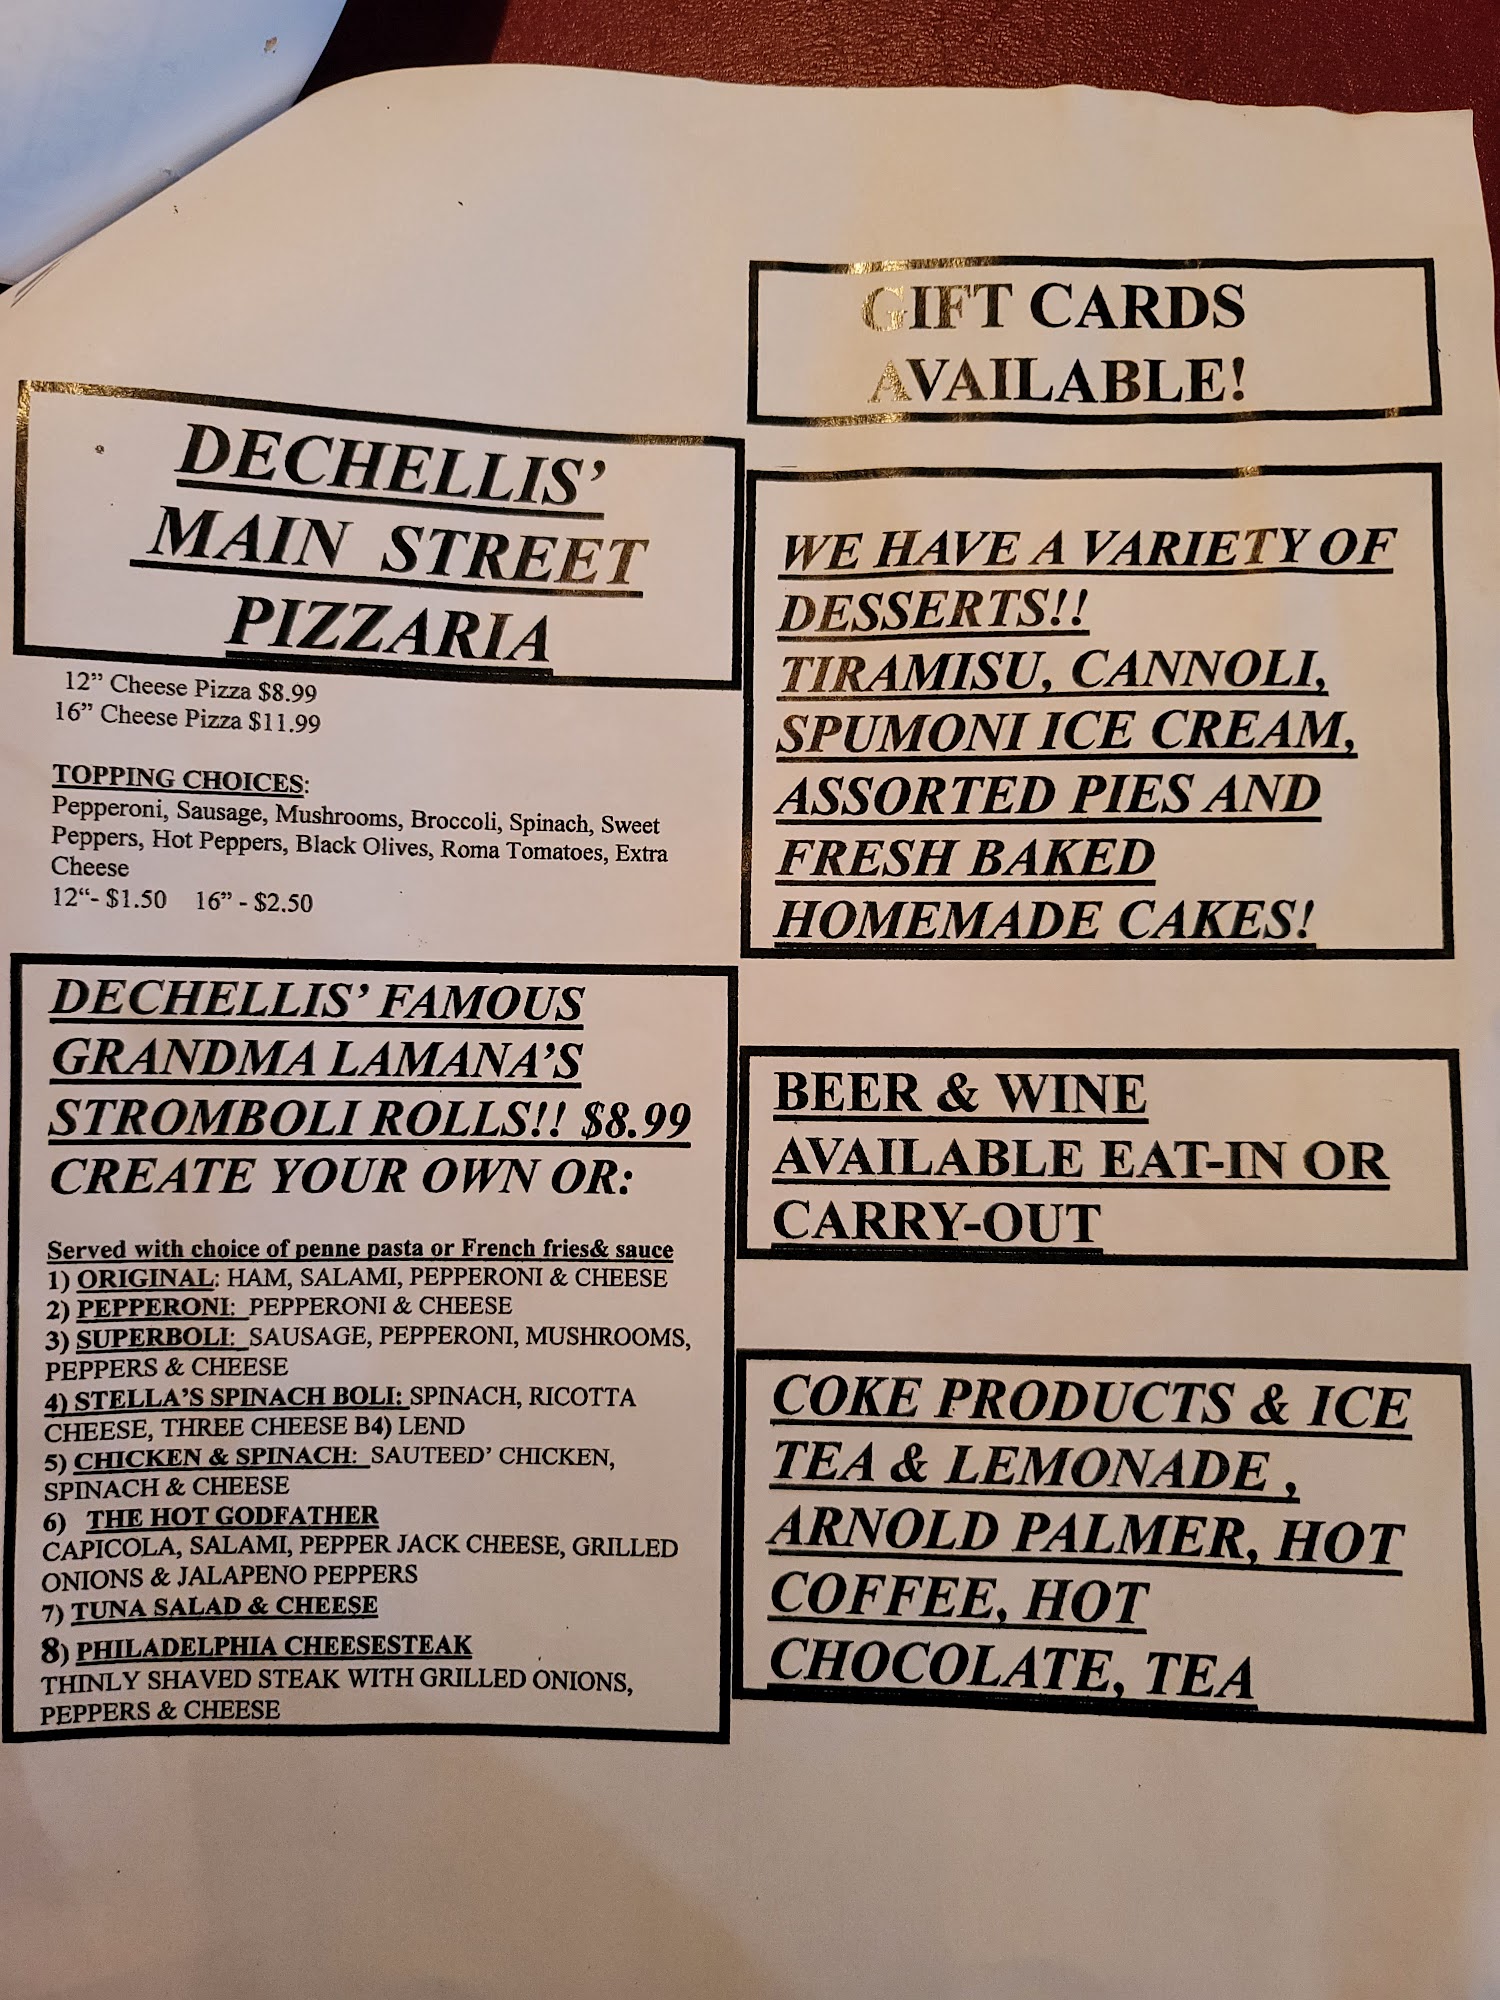 DECHELLIS'
MAIN STREET
PIZZARIA
12" Cheese Pizza $8.99
16" Cheese Pizza $11.99
TOPPING CHOICES:
Pepperoni, Sausage, Mushrooms, Broccoli, Spinach, Sweet
Peppers, Hot Peppers, Black Olives, Roma Tomatoes, Extra
Cheese
12“- $1.50 16” - $2.50
DECHELLIS' FAMOUS
GRANDMA LAMANA'S
STROMBOLI ROLLS!! $8.99
CREATE YOUR OWN OR:
Served with choice of penne pasta or French fries& sauce
1) ORIGINAL: HAM, SALAMI, PEPPERONI & CHEESE
2) PEPPERONI: PEPPERONI & CHEESE
3) SUPERBOLI: SAUSAGE, PEPPERONI, MUSHROOMS,
PEPPERS & CHEESE
4) STELLA'S SPINACH BOLI: SPINACH, RICOTTA
CHEESE, THREE CHEESE B4) LEND
5) CHICKEN & SPINACH: SAUTEED' CHICKEN,
SPINACH & CHEESE
6) THE HOT GODFATHER
CAPICOLA, SALAMI, PEPPER JACK CHEESE, GRILLED
ONIONS & JALAPENO PEPPERS
7) TUNA SALAD & CHEESE
8) PHILADELPHIA CHEESESTEAK
THINLY SHAVED STEAK WITH GRILLED ONIONS,
PEPPERS & CHEESE
GIFT CARDS
AVAILABLE!
WE HAVE A VARIETY OF
DESSERTS!!
TIRAMISU, CANNOLI,
SPUMONI ICE CREAM,
ASSORTED PIES AND
FRESH BAKED
HOMEMADE CAKES!
BEER & WINE
AVAILABLE EAT-IN OR
CARRY-OUT
COKE PRODUCTS & ICE
TEA & LEMONADE ,
ARNOLD PALMER, HOT
COFFEE, HOT
CHOCOLATE, TEA